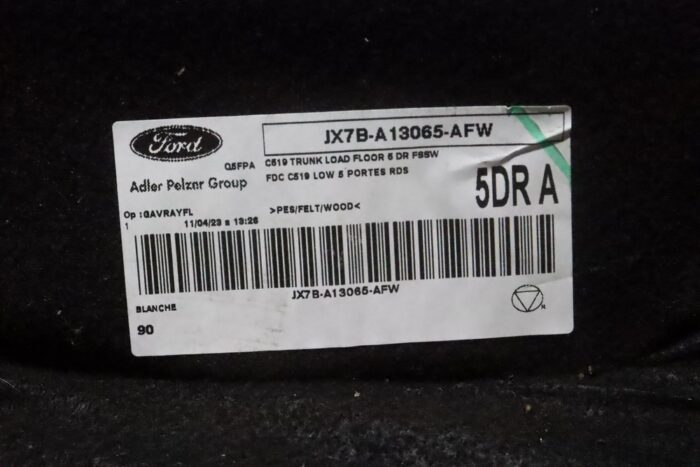 Ford
JX7B-A13065-AFW
Q5FPA
C519 TRUNK LOAD FLOOR 5 DR FSSW
Adler Pelzer Group
FDC C519 LOW 5 PORTES RDS
5DR A
Op :GAVRAYFL
>PES/FELT/WOOD<
1
11/04/23 a 13:26
JX7B-A13065-AFW
BLANCHE
90
N